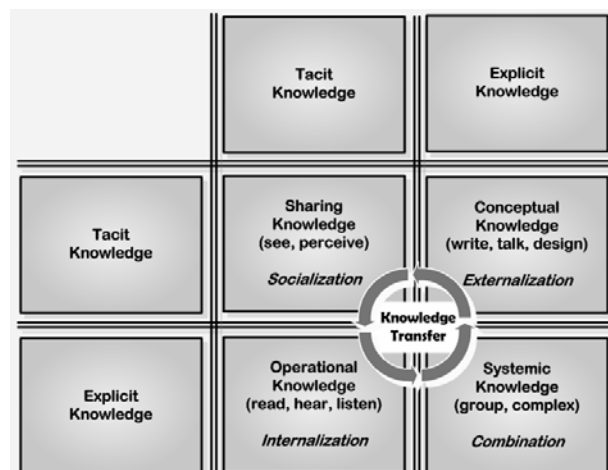 Tacit
Knowledge
Explicit
Knowledge
Tacit
Knowledge
Sharing
Knowledge
(see, perceive)
Socialization
Conceptual
Knowledge
(write, talk, design)
Externalization
Knowledge
Transfer
Explicit
Knowledge
Operational
Knowledge
(read, hear, listen)
Internalization
Systemic
Knowledge
(group, complex)
Combination